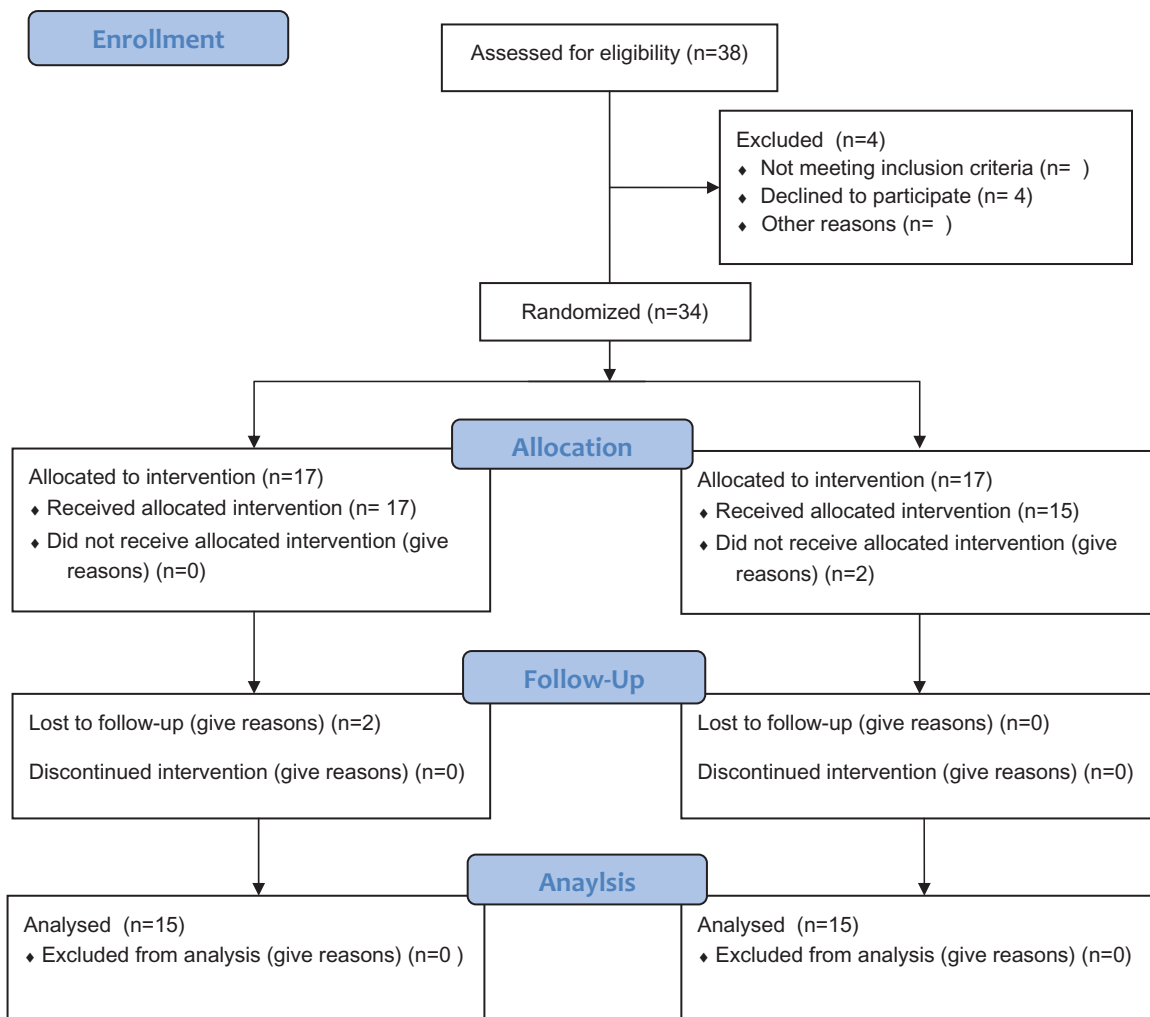 Enrollment
Assessed for eligibility (n=38)
Excluded (n=4)
♦ Not meeting inclusion criteria (n= )
♦ Declined to participate (n= 4)
♦ Other reasons (n= )
Randomized (n=34)
Allocation
Allocated to intervention (n=17)
♦ Received allocated intervention (n= 17)
♦ Did not receive allocated intervention (give
reasons) (n=0)
Allocated to intervention (n=17)
♦ Received allocated intervention (n=15)
♦ Did not receive allocated intervention (give
reasons) (n=2)
Follow-Up
Lost to follow-up (give reasons) (n=2)
Discontinued intervention (give reasons) (n=0)
Lost to follow-up (give reasons) (n=0)
Discontinued intervention (give reasons) (n=0)
Anaylsis
Analysed (n=15)
♦ Excluded from analysis (give reasons) (n=0 )
Analysed (n=15)
♦ Excluded from analysis (give reasons) (n=0)